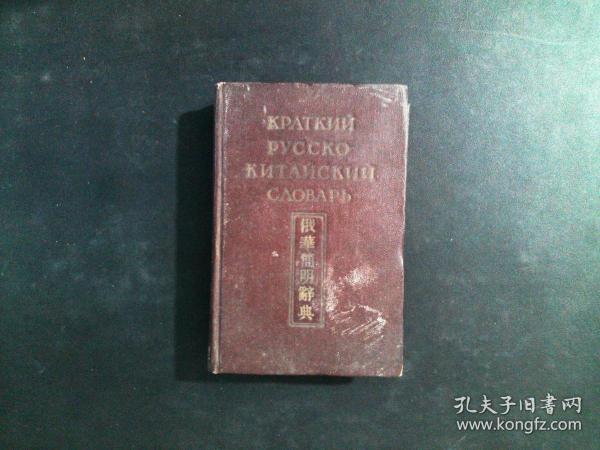 КРАТКИЙ
РУССКО
КИТАЙСКИЙ
СЛОВАРЬ
俄華簡明辭典
孔夫子旧书网
www.kongfz.com